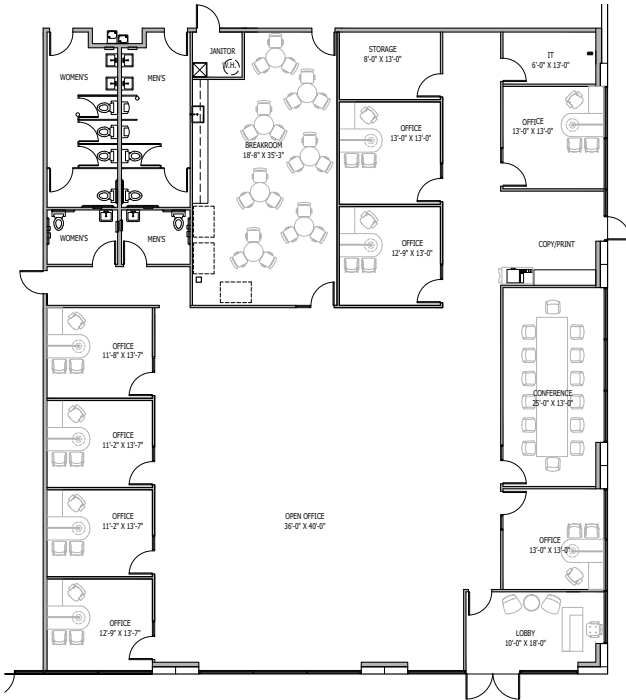 JANITOR
W.H.
STORAGE
8'-0" X 13'-0"
IT
6'-0" X 13'-0"
WOMEN'S
MEN'S
OFFICE
13'-0" X 13'-0"
OFFICE
13'-0" X 13'-0"
BREAKROOM
18'-8" X 35'-3"
WOMEN'S
MEN'S
OFFICE
12'-9" X 13'-0"
COPY/PRINT
OFFICE
11'-8" X 13'-7"
CONFERENCE
25'-0" X 13'-0"
OFFICE
11'-2" X 13'-7"
OFFICE
11'-2" X 13'-7"
OPEN OFFICE
36'-0" X 40'-0"
OFFICE
13'-0" X 13'-0"
OFFICE
12'-9" X 13'-7"
LOBBY
10'-0" X 18'-0"